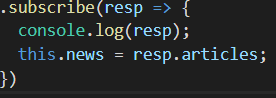 .subscribe(resp => {
  console.log(resp);
  this.news = resp.articles;
})